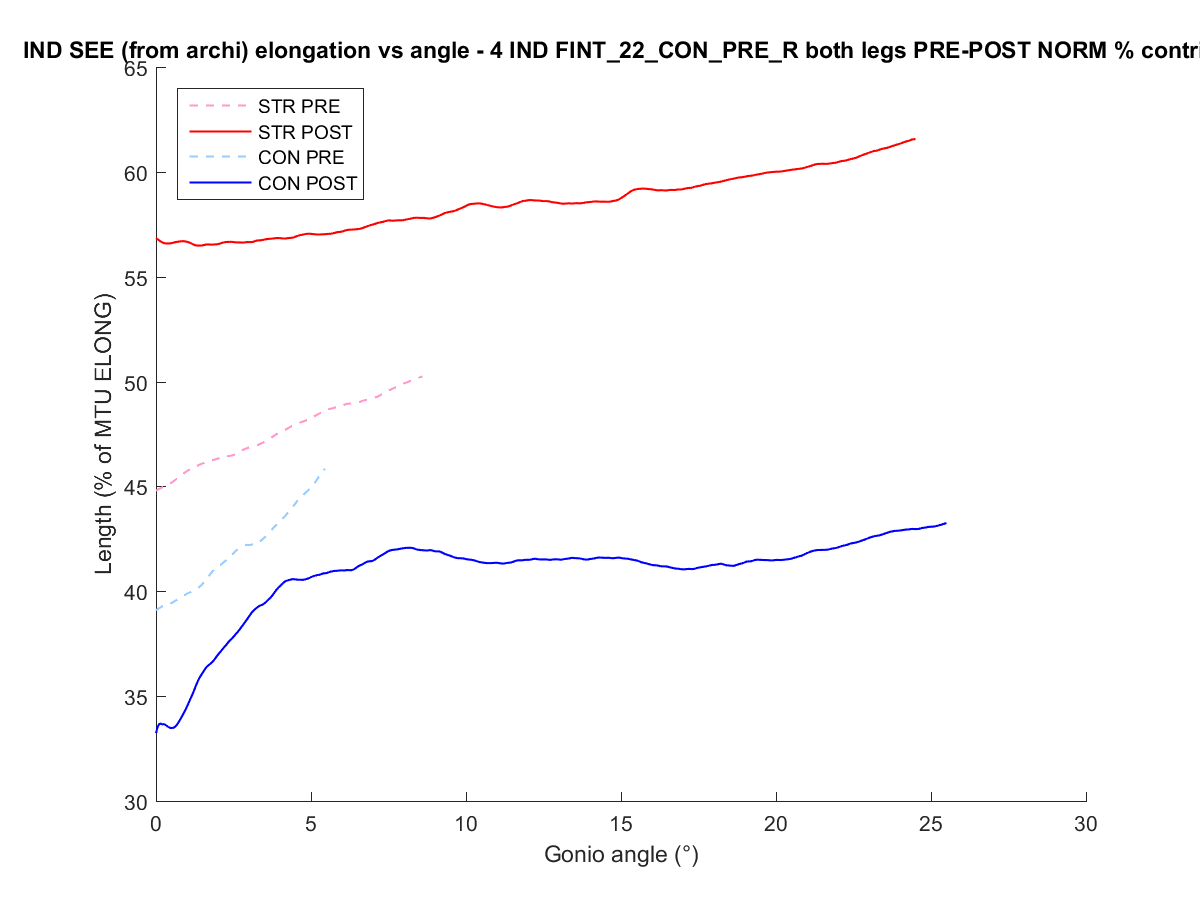 IND SEE (from archi) elongation vs angle - 4 IND FINT_22_CON_PRE_R both legs PRE-POST NORM % contri
65
STR PRE
STR POST
CON PRE
CON POST
60
55
50
45
40
35
30
Length (% of MTU ELONG)
0 5 10 15 20 25 30
Gonio angle (°)